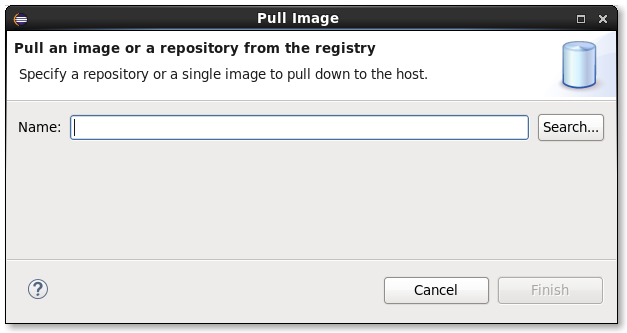 Pull Image
Pull an image or a repository from the registry
Specify a repository or a single image to pull down to the host.
Name: Search...
? Cancel Finish